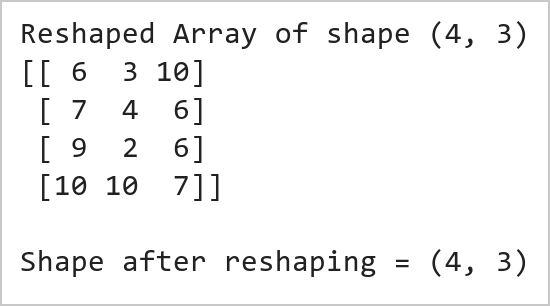 Reshaped Array of shape (4, 3)
[[ 6  3 10]
 [ 7  4  6]
 [ 9  2  6]
 [10 10  7]]
Shape after reshaping = (4, 3)